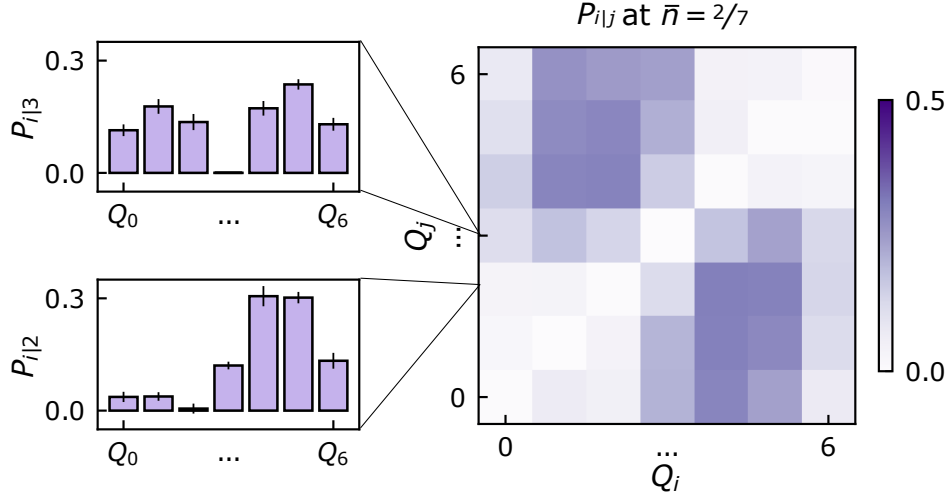 P_{i|j} at n̄ = 2/7
0.3
0.0
P_{i|3}
Q_0 ... Q_6
0.3
0.0
P_{i|2}
Q_0 ... Q_6
6
...
0
Q_j
0 ... 6
Q_i
0.5
0.0